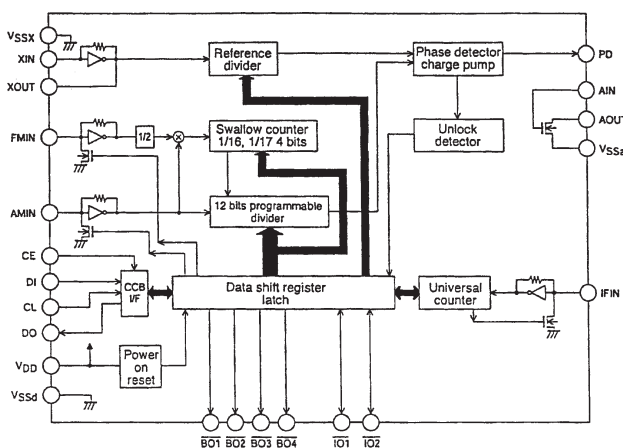 VSSX
XIN
XOUT
FMIN
AMIN
CE
DI
CL
DO
VDD
VSSd
Reference
divider
Phase detector
charge pump
PD
AIN
AOUT
VSSa
1/2
Swallow counter
1/16, 1/17 4 bits
Unlock
detector
12 bits programmable
divider
CCB
I/F
Data shift register
latch
Universal
counter
IFIN
Power
on
reset
BO1 BO2 BO3 BO4 IO1 IO2